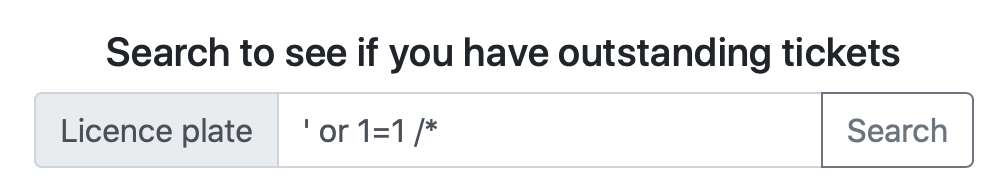 Search to see if you have outstanding tickets
Licence plate ' or 1=1 /* Search